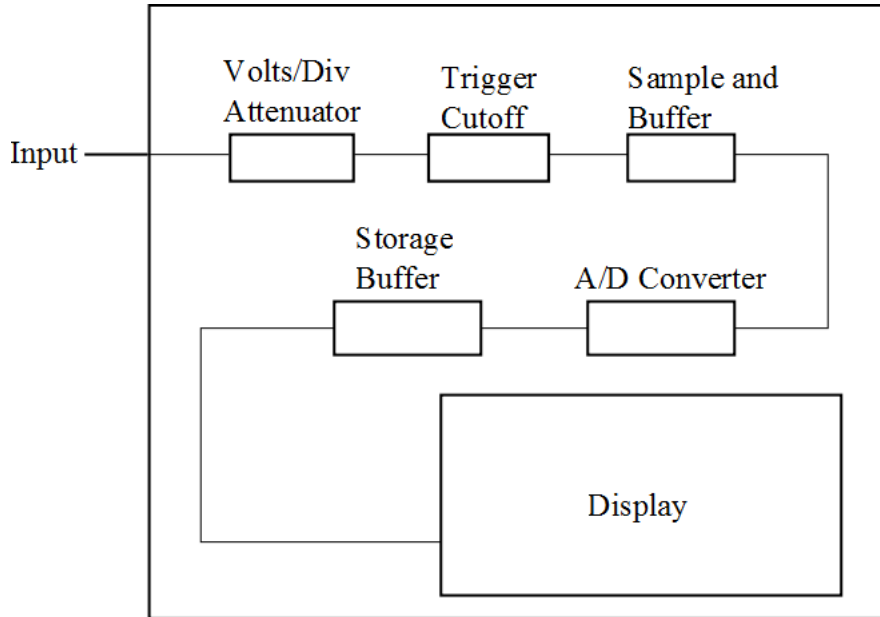 Volts/Div
Attenuator
Trigger
Cutoff
Sample and
Buffer
Input
Storage
Buffer
A/D Converter
Display